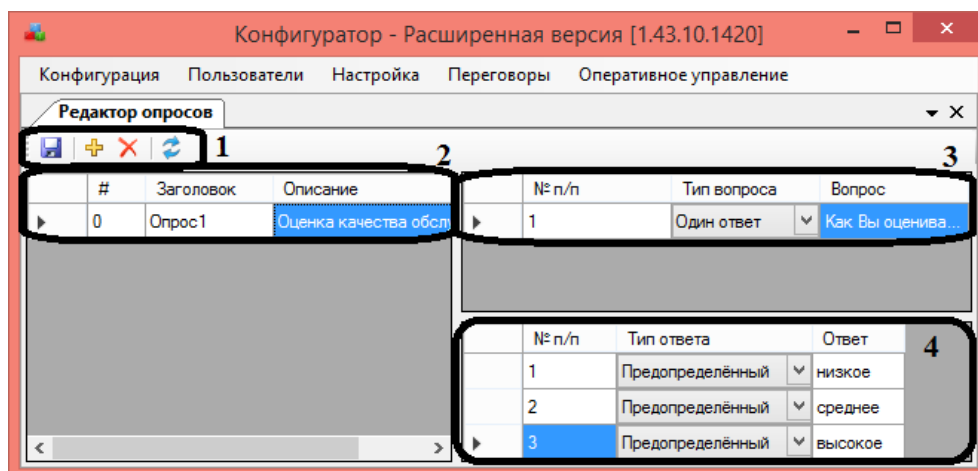 Конфигуратор - Расширенная версия [1.43.10.1420]
Конфигурация Пользователи Настройка Переговоры Оперативное управление
Редактор опросов
1
2
# Заголовок Описание
0 Опрос1 Оценка качества обсл
3
№ п/п Тип вопроса Вопрос
1 Один ответ Как Вы оценива...
4
№ п/п Тип ответа Ответ
1 Предопределённый низкое
2 Предопределённый среднее
3 Предопределённый высокое